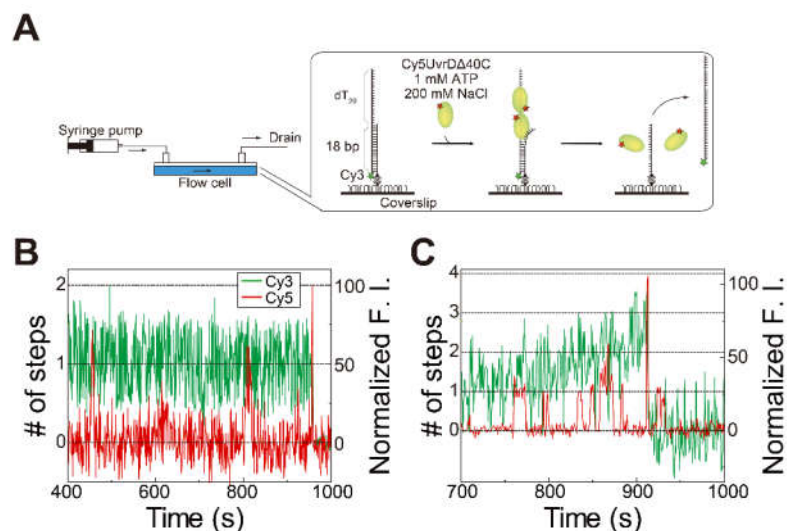 A
Cy5UvrDΔ40C
1 mM ATP
200 mM NaCl
dT₂₀
18 bp
Cy3
Coverslip
Syringe pump
Drain
Flow cell
B
# of steps
2
1
0
Cy3
Cy5
100
50
0
Normalized F. I.
400
600
800
1000
Time (s)
C
# of steps
4
3
2
1
0
100
50
0
Normalized F. I.
700
800
900
1000
Time (s)